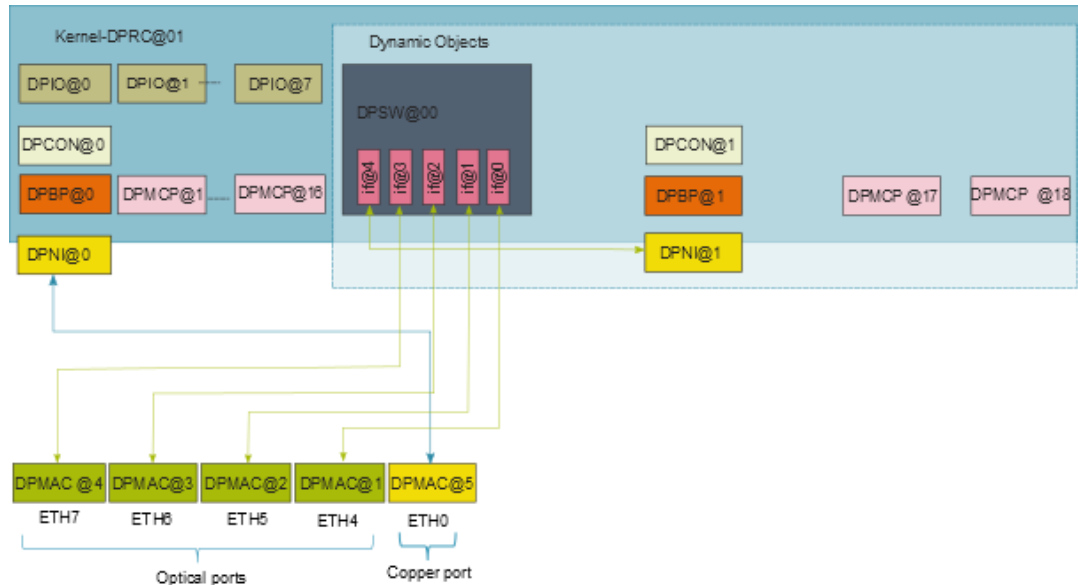 Kernel-DPRC@01
Dynamic Objects
DPIO@0
DPIO@1
DPIO@7
DPSW@00
DPCON@0
DPCON@1
if@4
if@3
if@2
if@1
if@0
DPBP@0
DPMCP@1
DPMCP@16
DPBP@1
DPMCP@17
DPMCP @18
DPNI@0
DPNI@1
DPMAC @4
DPMAC@3
DPMAC@2
DPMAC@1
DPMAC@5
ETH7
ETH6
ETH5
ETH4
ETH0
Optical ports
Copper port